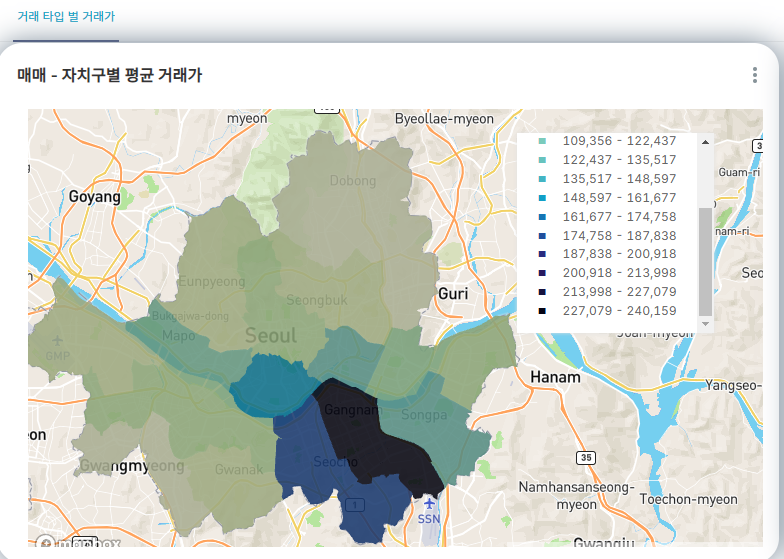 거래 타입 별 거래가
매매 - 자치구별 평균 거래가
myeon
Byeollae-myeon
109,356 - 122,437
122,437 - 135,517
135,517 - 148,597
148,597 - 161,677
161,677 - 174,758
174,758 - 187,838
187,838 - 200,918
200,918 - 213,998
213,998 - 227,079
227,079 - 240,159
3
Guam-ri
Dobong
Goyang
nam-ri
Eunpyeong
Seo
Seongbuk
Guri
Bukgajwa-dong
Mapo
Seoul
GMP
Hanam
Yangseo-
Gangnam
Songpa
eon
Gwangmyeong
Gwanak
Seocho
35
Namhansanseong-
myeon
Toechon-myeon
1
SSN
mapbox
Gwangju